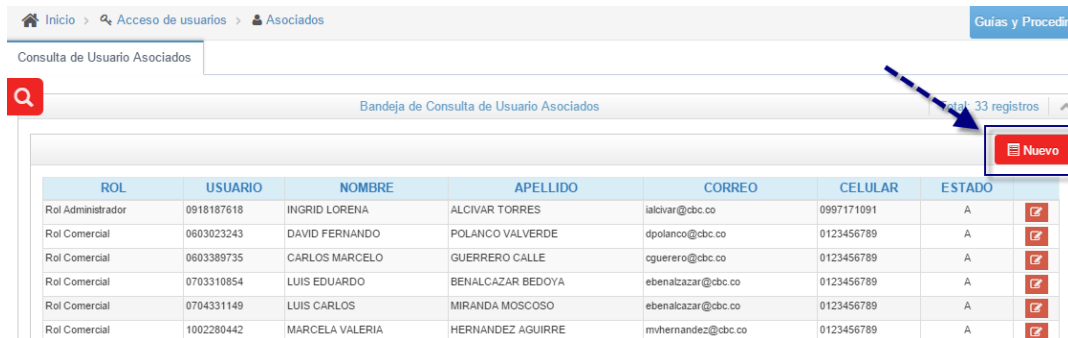 Inicio > Acceso de usuarios > Asociados Guías y Procedi
Consulta de Usuario Asociados
Bandeja de Consulta de Usuario Asociados Total: 33 registros
Nuevo
ROL USUARIO NOMBRE APELLIDO CORREO CELULAR ESTADO
Rol Administrador 0918187618 INGRID LORENA ALCIVAR TORRES ialcivar@cbc.co 0997171091 A
Rol Comercial 0603023243 DAVID FERNANDO POLANCO VALVERDE dpolanco@cbc.co 0123456789 A
Rol Comercial 0603389735 CARLOS MARCELO GUERRERO CALLE cguerero@cbc.co 0123456789 A
Rol Comercial 0703310854 LUIS EDUARDO BENALCAZAR BEDOYA ebenalzazar@cbc.co 0123456789 A
Rol Comercial 0704331149 LUIS CARLOS MIRANDA MOSCOSO ebenalcazar@cbc.co 0123456789 A
Rol Comercial 1002280442 MARCELA VALERIA HERNANDEZ AGUIRRE mvhernandez@cbc.co 0123456789 A